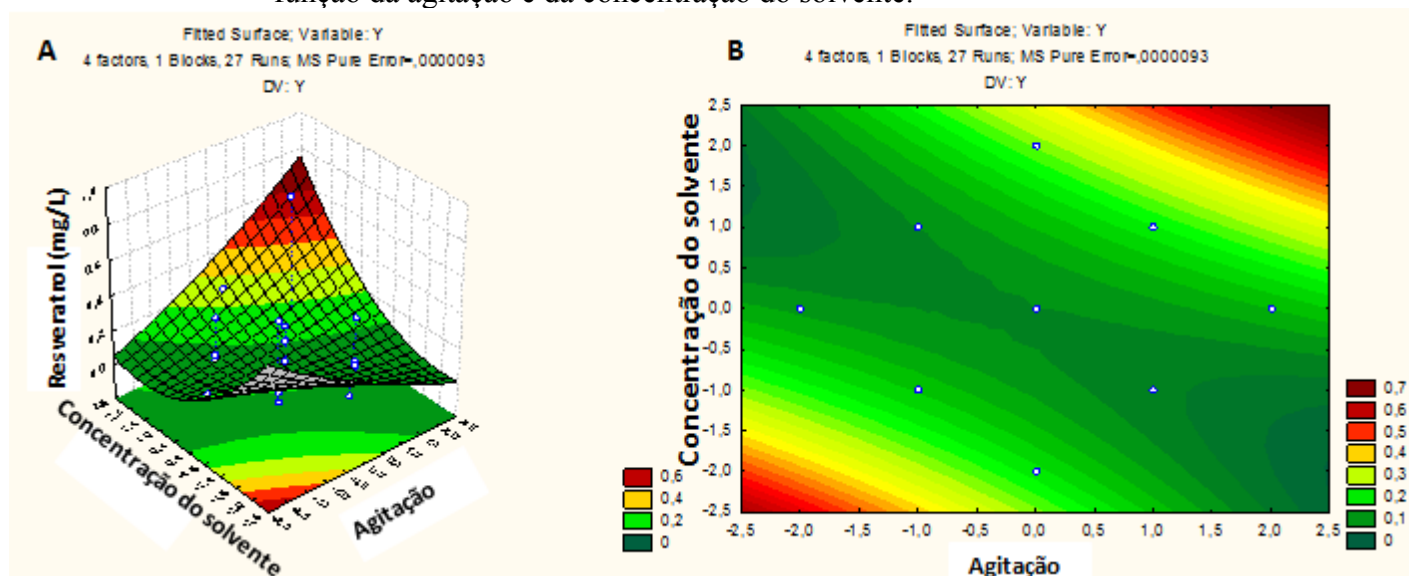 função da agitação e da concentração do solvente.
A
Fitted Surface; Variable: Y
4 factors, 1 Blocks, 27 Runs; MS Pure Error=,0000093
DV: Y
Resveratrol (mg/L)
Concentração do solvente
Agitação
0,6
0,4
0,2
0
B
Fitted Surface; Variable: Y
4 factors, 1 Blocks, 27 Runs; MS Pure Error=,0000093
DV: Y
Concentração do solvente
2,5
2,0
1,5
1,0
0,5
0,0
-0,5
-1,0
-1,5
-2,0
-2,5
-2,5 -2,0 -1,5 -1,0 -0,5 0,0 0,5 1,0 1,5 2,0 2,5
Agitação
0,7
0,6
0,5
0,4
0,3
0,2
0,1
0